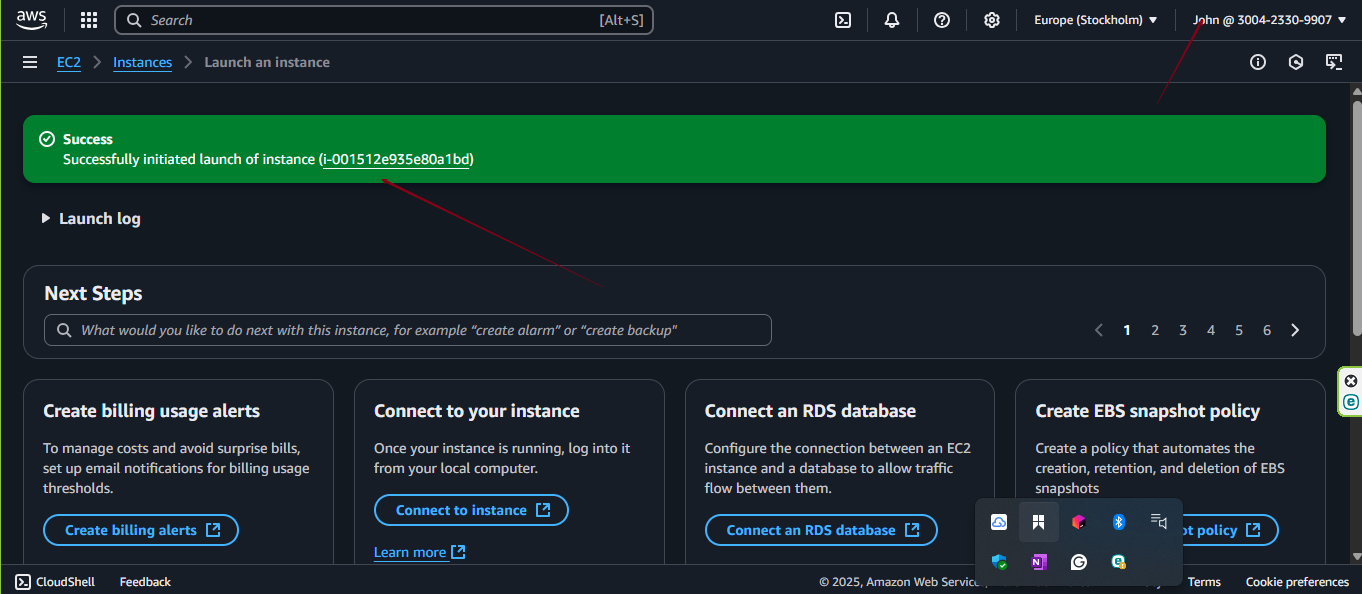 aws
Search
[Alt+S]
Europe (Stockholm)
John @ 3004-2330-9907
EC2
Instances
Launch an instance
Success
Successfully initiated launch of instance (i-001512e935e80a1bd)
Launch log
Next Steps
What would you like to do next with this instance, for example “create alarm” or “create backup”
1 2 3 4 5 6
Create billing usage alerts
To manage costs and avoid surprise bills,
set up email notifications for billing usage
thresholds.
Create billing alerts
Connect to your instance
Once your instance is running, log into it
from your local computer.
Connect to instance
Learn more
Connect an RDS database
Configure the connection between an EC2
instance and a database to allow traffic
flow between them.
Connect an RDS database
Create EBS snapshot policy
Create a policy that automates the
creation, retention, and deletion of EBS
snapshots
policy
CloudShell
Feedback
© 2025, Amazon Web
Terms
Cookie preferences